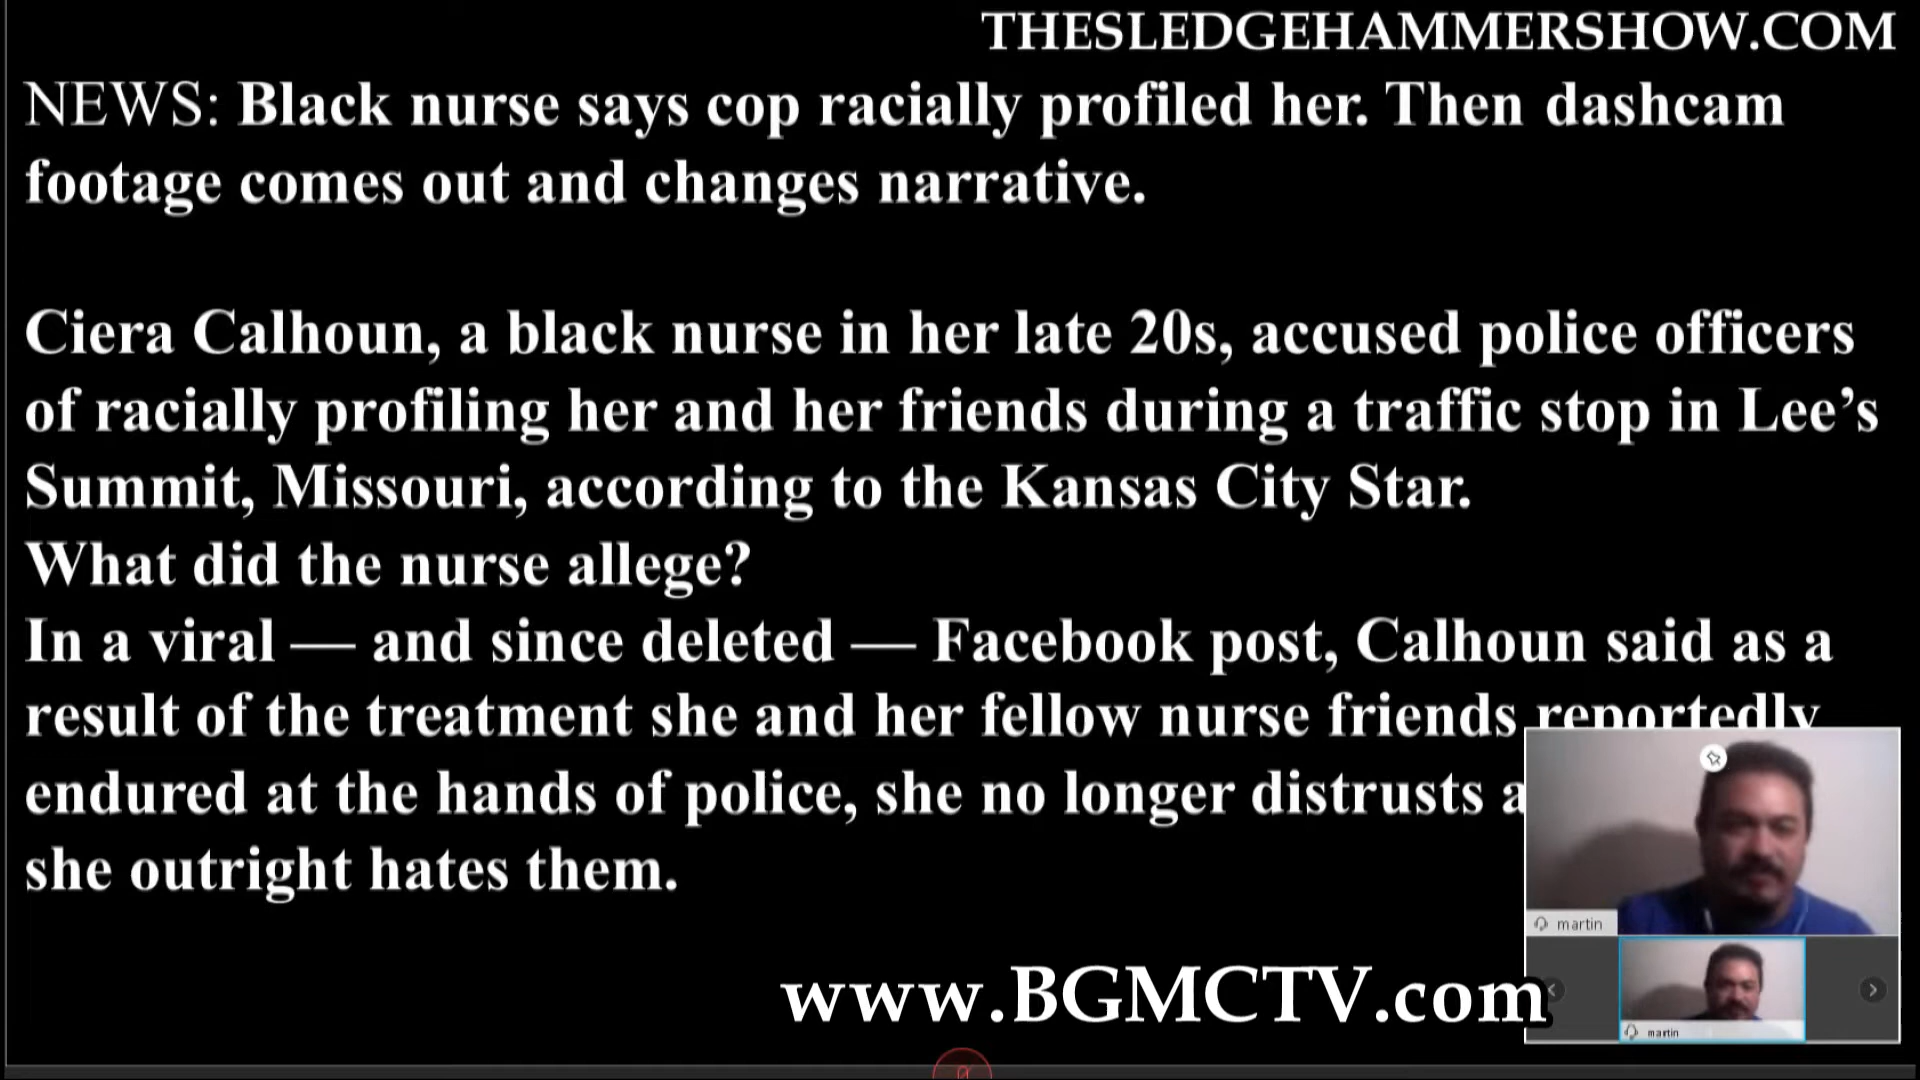 THESLEDGEHAMMERSHOW.COM
NEWS: Black nurse says cop racially profiled her. Then dashcam
footage comes out and changes narrative.
Ciera Calhoun, a black nurse in her late 20s, accused police officers
of racially profiling her and her friends during a traffic stop in Lee’s
Summit, Missouri, according to the Kansas City Star.
What did the nurse allege?
In a viral — and since deleted — Facebook post, Calhoun said as a
result of the treatment she and her fellow nurse friends reportedly
endured at the hands of police, she no longer distrusts
she outright hates them.
martin
www.BGMCTV.com
martin